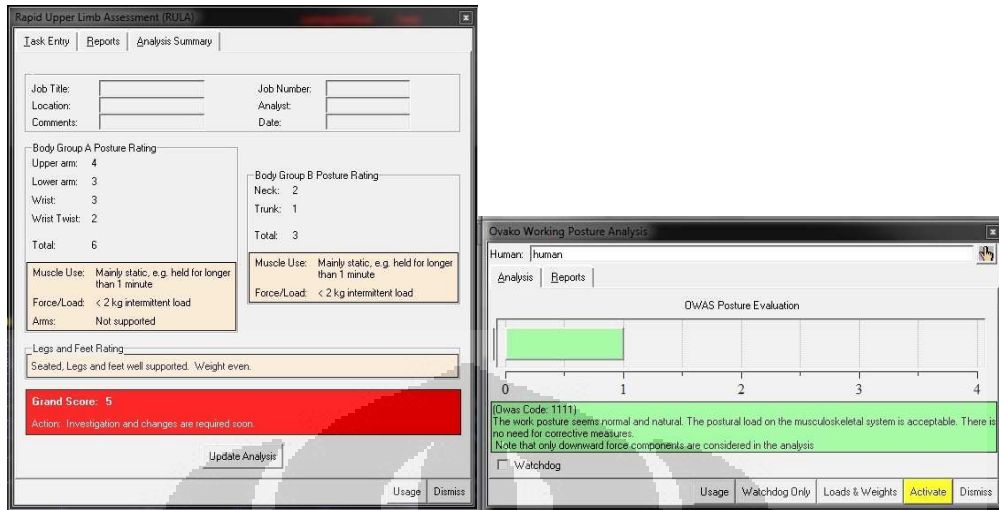 Rapid Upper Limb Assessment (RULA)
Task Entry Reports Analysis Summary
Job Title: Job Number:
Location: Analyst:
Comments: Date:
Body Group A Posture Rating
Upper arm: 4
Lower arm: 3
Wrist: 3
Wrist Twist: 2
Total: 6
Muscle Use: Mainly static, e.g. held for longer
than 1 minute
Force/Load: < 2 kg intermittent load
Arms: Not supported
Body Group B Posture Rating
Neck: 2
Trunk: 1
Total: 3
Muscle Use: Mainly static, e.g. held for longer
than 1 minute
Force/Load: < 2 kg intermittent load
Legs and Feet Rating
Seated, Legs and feet well supported. Weight even.
Grand Score: 5
Action: Investigation and changes are required soon.
Update Analysis
Usage Dismiss
Ovako Working Posture Analysis
Human: human
Analysis Reports
OWAS Posture Evaluation
0 1 2 3 4
(Owas Code: 1111)
The work posture seems normal and natural. The postural load on the musculoskeletal system is acceptable. There is
no need for corrective measures.
Note that only downward force components are considered in the analysis
Watchdog
Usage Watchdog Only Loads & Weights Activate Dismiss